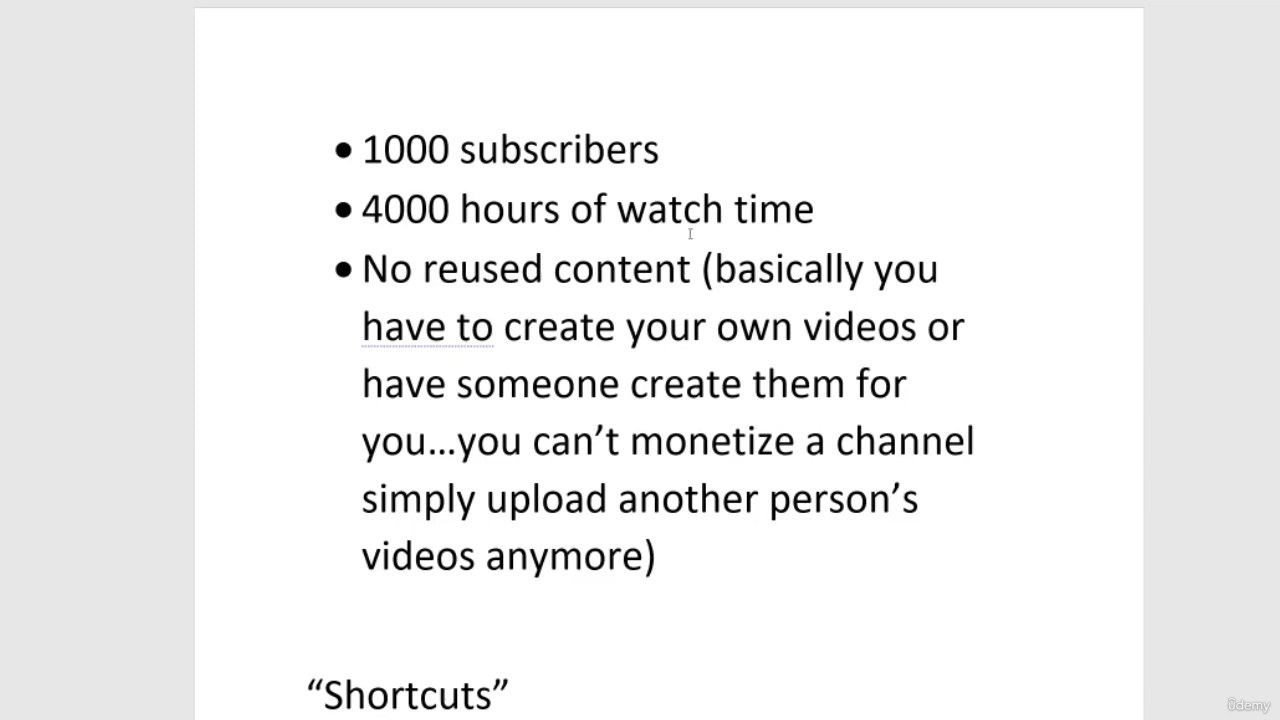 • 1000 subscribers
• 4000 hours of watch time
• No reused content (basically you
have to create your own videos or
have someone create them for
you…you can’t monetize a channel
simply upload another person’s
videos anymore)
“Shortcuts”
ûdemy